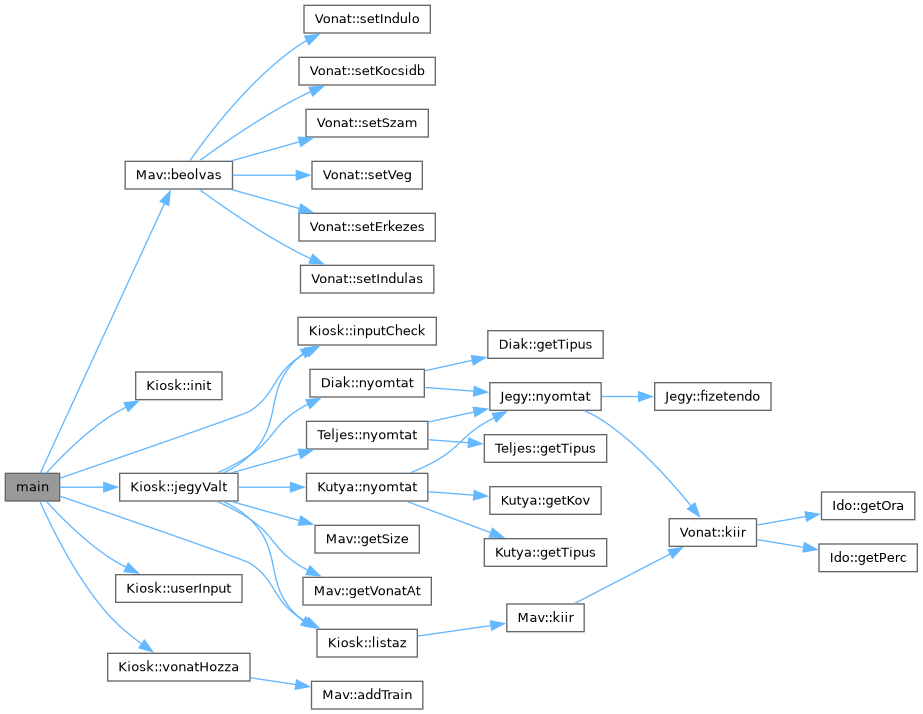 Vonat::setIndulo
Vonat::setKocsidb
Vonat::setSzam
Mav::beolvas
Vonat::setVeg
Vonat::setErkezes
Vonat::setIndulas
Kiosk::inputCheck
Diak::getTipus
Kiosk::init
Diak::nyomtat
Jegy::nyomtat
Jegy::fizetendo
Teljes::nyomtat
Teljes::getTipus
main
Kiosk::jegyValt
Kutya::nyomtat
Kutya::getKov
Ido::getOra
Mav::getSize
Vonat::kiir
Kutya::getTipus
Ido::getPerc
Kiosk::userInput
Mav::getVonatAt
Mav::kiir
Kiosk::listaz
Kiosk::vonatHozza
Mav::addTrain